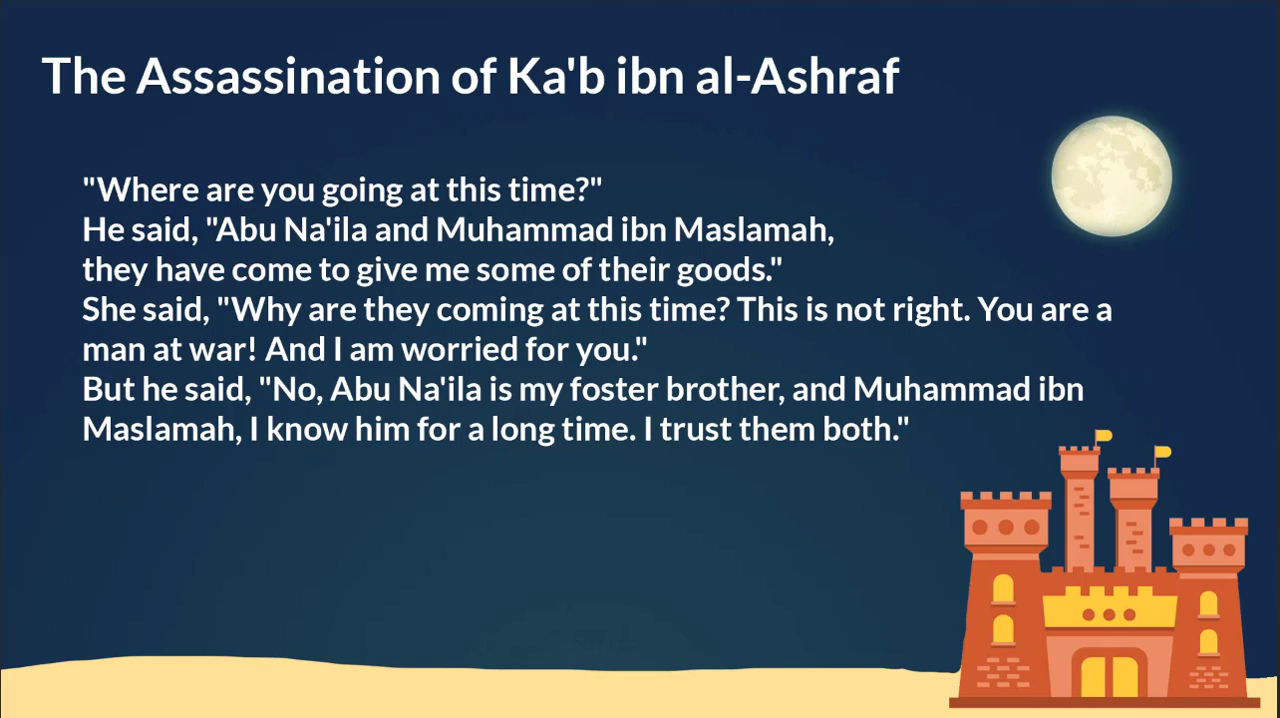 The Assassination of Ka'b ibn al-Ashraf
"Where are you going at this time?"
He said, "Abu Na'ila and Muhammad ibn Maslamah,
they have come to give me some of their goods."
She said, "Why are they coming at this time? This is not right. You are a
man at war! And I am worried for you."
But he said, "No, Abu Na'ila is my foster brother, and Muhammad ibn
Maslamah, I know him for a long time. I trust them both."